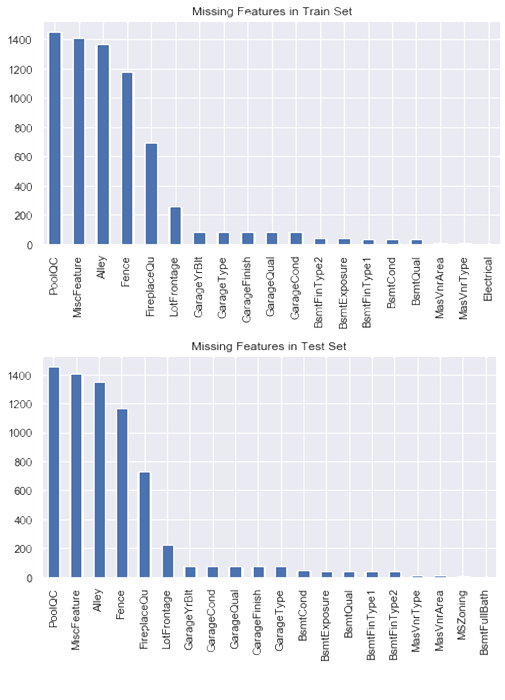 Missing Features in Train Set
1400
1200
1000
800
600
400
200
0
PoolQC
MiscFeature
Alley
Fence
FireplaceQu
LotFrontage
GarageYrBlt
GarageType
GarageFinish
GarageQual
GarageCond
BsmtFinType2
BsmtExposure
BsmtFinType1
BsmtCond
BsmtQual
MasVnrArea
MasVnrType
Electrical
Missing Features in Test Set
1400
1200
1000
800
600
400
200
0
PoolQC
MiscFeature
Alley
Fence
FireplaceQu
LotFrontage
GarageYrBlt
GarageCond
GarageQual
GarageFinish
GarageType
BsmtCond
BsmtExposure
BsmtQual
BsmtFinType1
BsmtFinType2
MasVnrType
MasVnrArea
MSZoning
BsmtFullBath